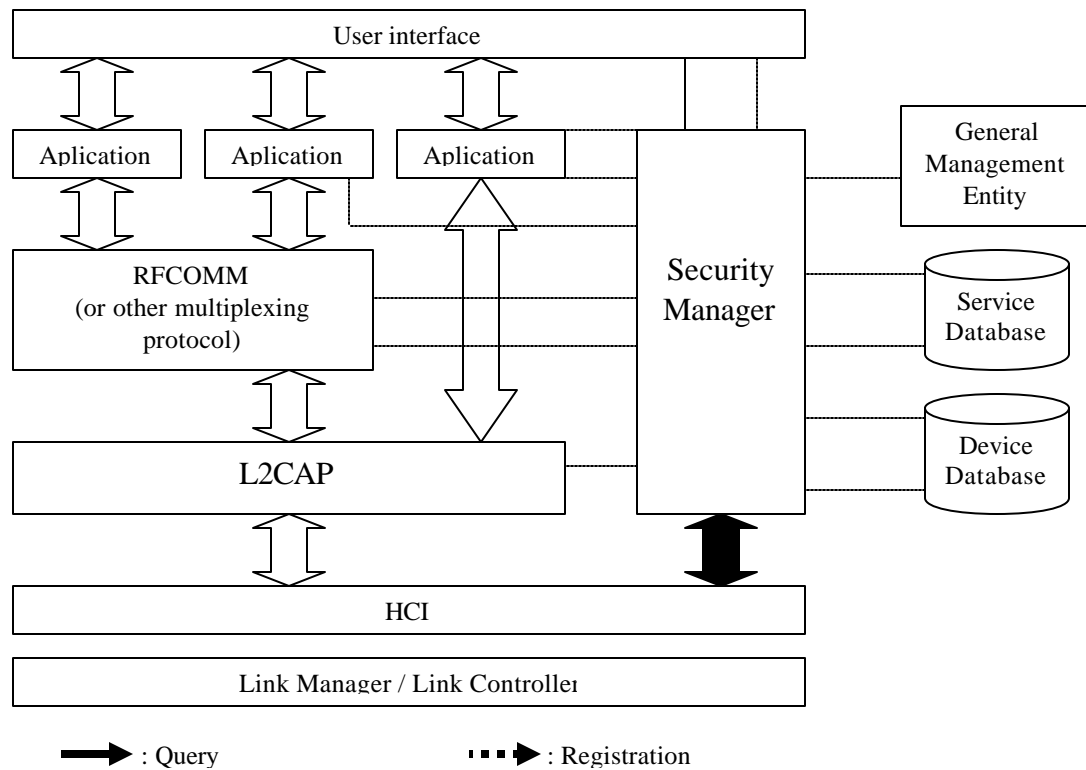 User interface
Aplication
Aplication
Aplication
General
Management
Entity
RFCOMM
(or other multiplexing
protocol)
Security
Manager
Service
Database
L2CAP
Device
Database
HCI
Link Manager / Link Controller
: Query
: Registration